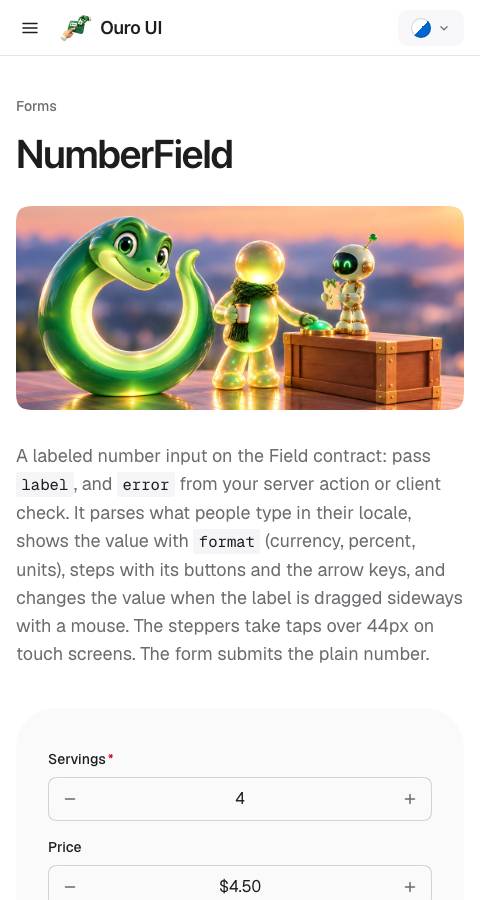 Ouro UI
Forms
NumberField
A labeled number input on the Field contract: pass
label, and error from your server action or client
check. It parses what people type in their locale,
shows the value with format (currency, percent,
units), steps with its buttons and the arrow keys, and
changes the value when the label is dragged sideways
with a mouse. The steppers take taps over 44px on
touch screens. The form submits the plain number.
Servings*
− 4 +
Price
− $4.50 +